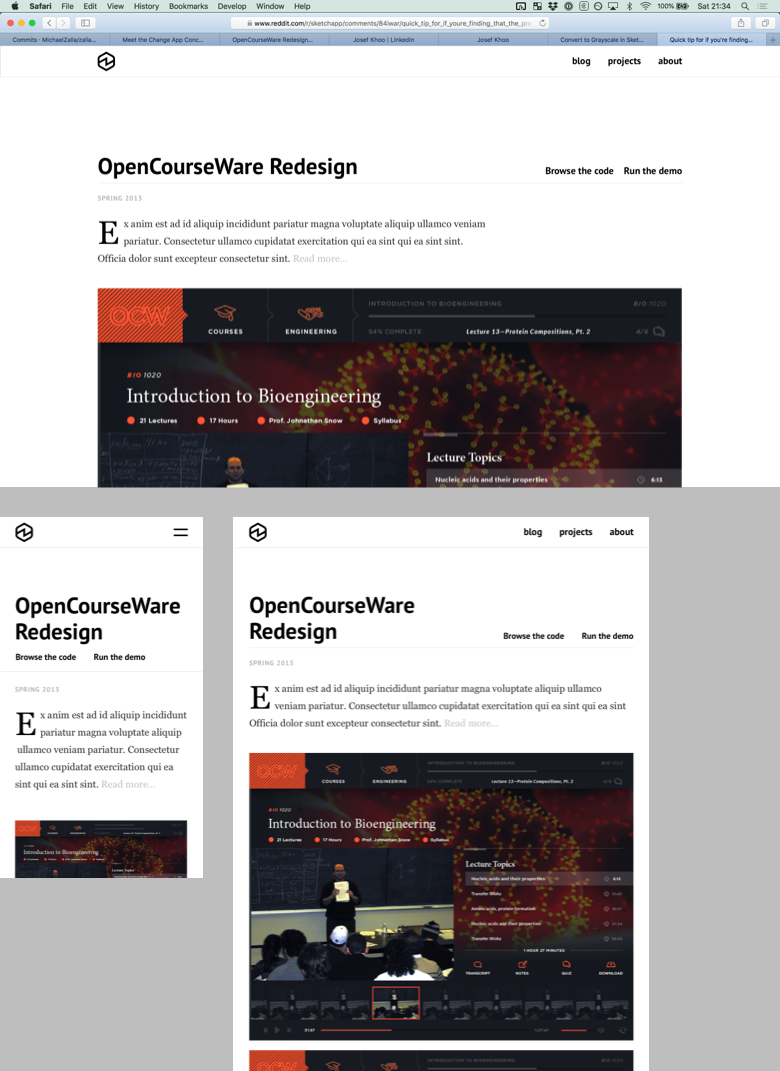 Safari File Edit View History Bookmarks Develop Window Help 100% Sat 21:34
www.reddit.com/r/sketchapp/comments/84iwar/quick_tip_for_if_youre_finding_that_the_pre
Commits · MichaelZalla/zalla... Meet the Change App Conc... OpenCourseWare Redesign... Josef Khoo | LinkedIn Josef Khoo Convert to Grayscale in Sket... Quick tip for if you're finding...
blog projects about
OpenCourseWare Redesign
Browse the code Run the demo
SPRING 2013
Ex anim est ad id aliquip incididunt pariatur magna voluptate aliquip ullamco veniam
pariatur. Consectetur ullamco cupidatat exercitation qui ea sint qui ea sint sint.
Officia dolor sunt excepteur consectetur sint. Read more...
OCW
COURSES
ENGINEERING
INTRODUCTION TO BIOENGINEERING BIO 1020
54% COMPLETE Lecture 13—Protein Compositions, Pt. 2 4/6
BIO 1020
Introduction to Bioengineering
21 Lectures 17 Hours Prof. Johnathan Snow Syllabus
Lecture Topics
Nucleic acids and their properties 6:13
OpenCourseWare
Redesign
Browse the code Run the demo
SPRING 2013
Ex anim est ad id aliquip incididunt
pariatur magna voluptate aliquip
ullamco veniam pariatur. Consectetur
ullamco cupidatat exercitation qui ea
sint qui ea sint sint. Read more...
Introduction to Bioengineering
Lecture Topics
blog projects about
OpenCourseWare
Redesign
Browse the code Run the demo
SPRING 2013
Ex anim est ad id aliquip incididunt pariatur magna voluptate aliquip ullamco
veniam pariatur. Consectetur ullamco cupidatat exercitation qui ea sint qui ea sint
Officia dolor sunt excepteur consectetur sint. Read more...
OCW
COURSES
ENGINEERING
INTRODUCTION TO BIOENGINEERING BIO 1020
54% COMPLETE Lecture 13—Protein Compositions, Pt. 2 4/6
BIO 1020
Introduction to Bioengineering
21 Lectures 17 Hours Prof. Johnathan Snow Syllabus
Lecture Topics
Nucleic acids and their properties 6:13
Transfer RNAs
Amino acids, protein formation
Nucleic acids and their properties
Transfer RNAs
1 HOUR 27 MINUTES
TRANSCRIPT NOTES QUIZ DOWNLOAD
OCW
INTRODUCTION TO BIOENGINEERING BIO 1020